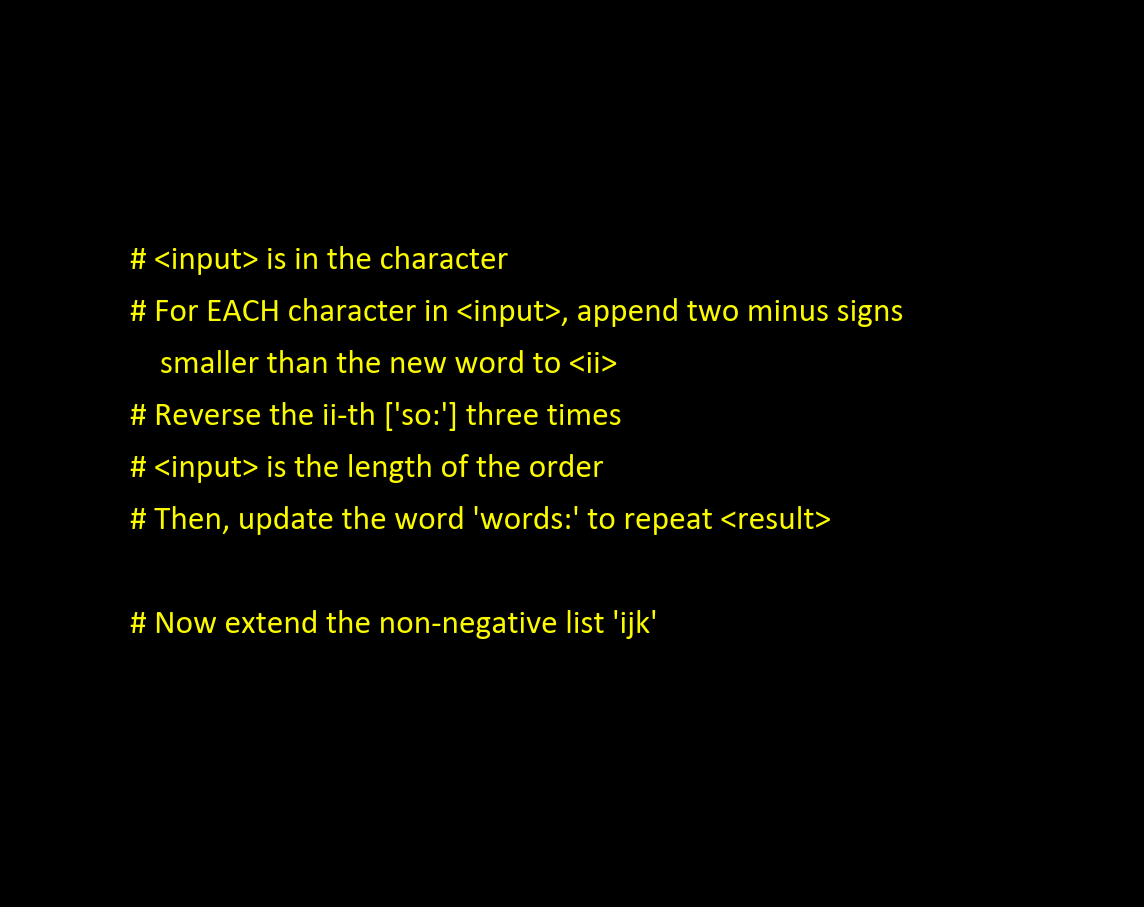 # <input> is in the character
# For EACH character in <input>, append two minus signs
smaller than the new word to <ii>
# Reverse the ii-th ['so:'] three times
# <input> is the length of the order
# Then, update the word 'words:' to repeat <result>
# Now extend the non-negative list 'ijk'